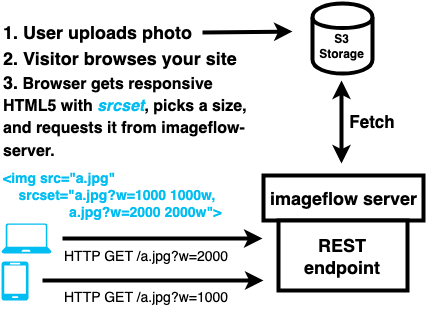 1. User uploads photo
2. Visitor browses your site
3. Browser gets responsive
HTML5 with srcset, picks a size,
and requests it from imageflow-
server.
<img src="a.jpg"
srcset="a.jpg?w=1000 1000w,
a.jpg?w=2000 2000w">
HTTP GET /a.jpg?w=2000
HTTP GET /a.jpg?w=1000
S3
Storage
Fetch
imageflow server
REST
endpoint